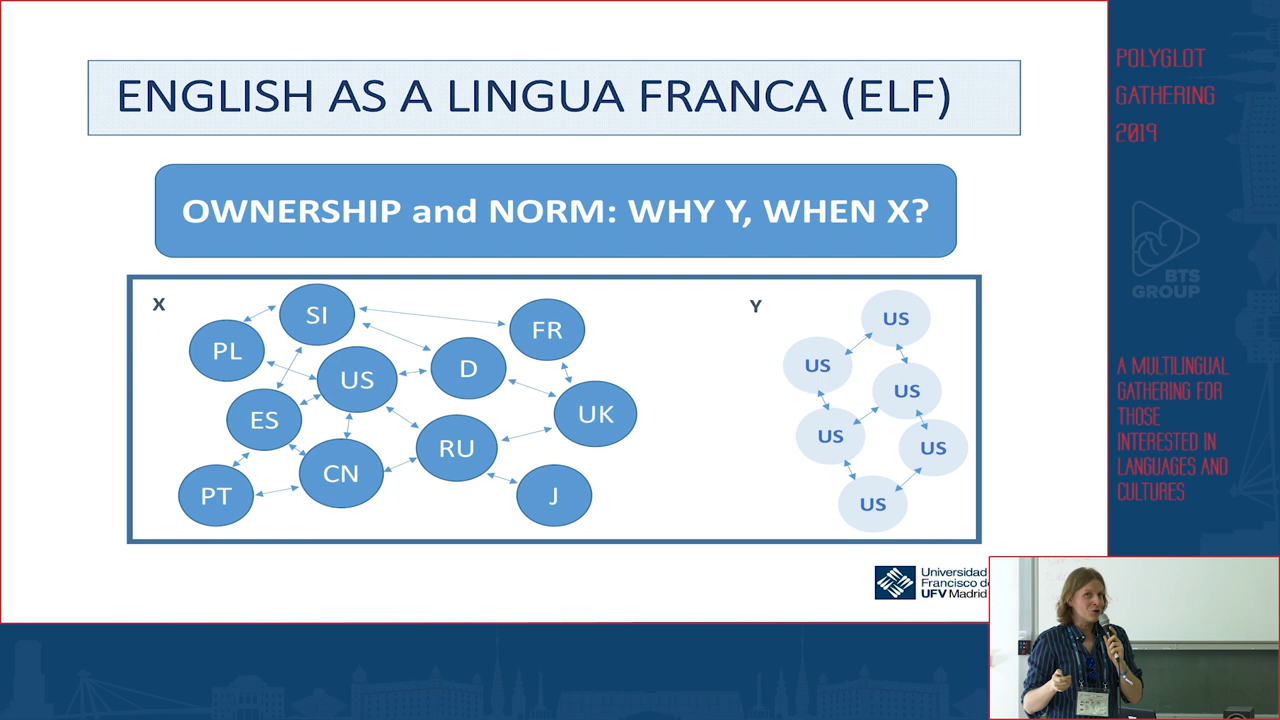 ENGLISH AS A LINGUA FRANCA (ELF)
OWNERSHIP and NORM: WHY Y, WHEN X?
X
SI
PL
FR
US
D
ES
UK
RU
CN
PT
J
Y
US
US
US
US
US
US
Universidad
Francisco de
UFV Madrid
POLYGLOT
GATHERING
2019
BTS
GROUP
A MULTILINGUAL
GATHERING FOR
THOSE
INTERESTED IN
LANGUAGES AND
CULTURES